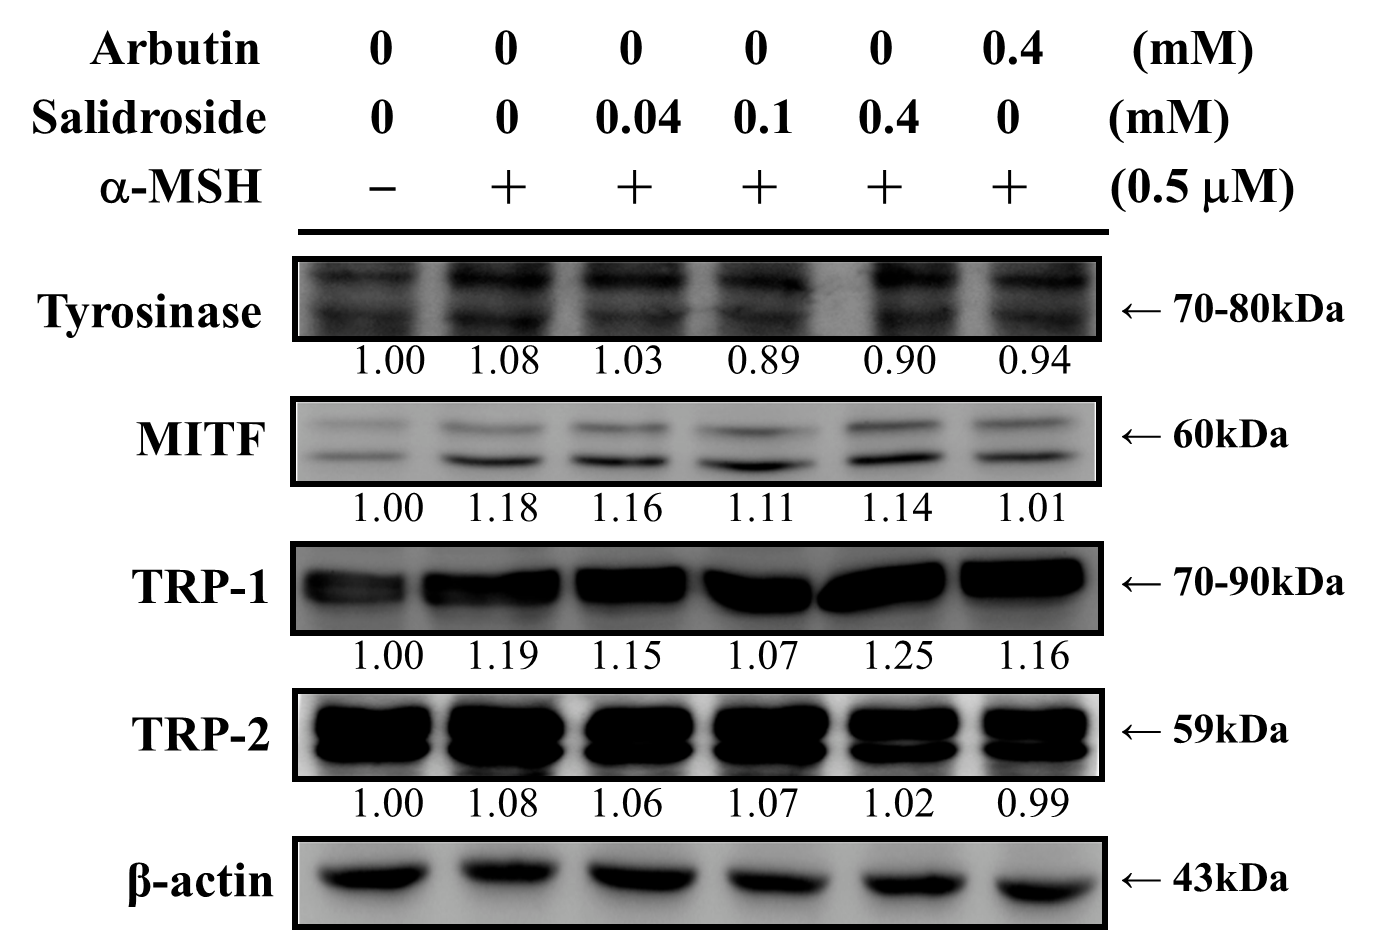 Arbutin 0 0 0 0 0 0.4 (mM)
Salidroside 0 0 0.04 0.1 0.4 0 (mM)
α-MSH – + + + + + (0.5 μM)
Tyrosinase ← 70-80kDa
1.00 1.08 1.03 0.89 0.90 0.94
MITF ← 60kDa
1.00 1.18 1.16 1.11 1.14 1.01
TRP-1 ← 70-90kDa
1.00 1.19 1.15 1.07 1.25 1.16
TRP-2 ← 59kDa
1.00 1.08 1.06 1.07 1.02 0.99
β-actin ← 43kDa